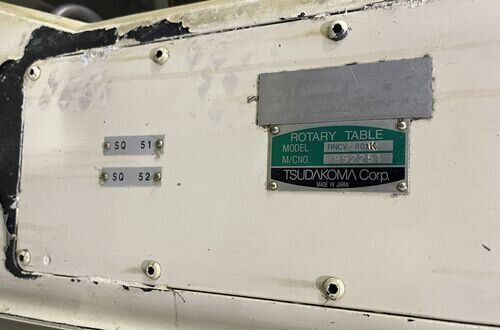 SQ 51
SQ 52
ROTARY TABLE
MODEL RNCV-801K
M/CNO. 992251
TSUDAKOMA Corp.
MADE IN JAPAN